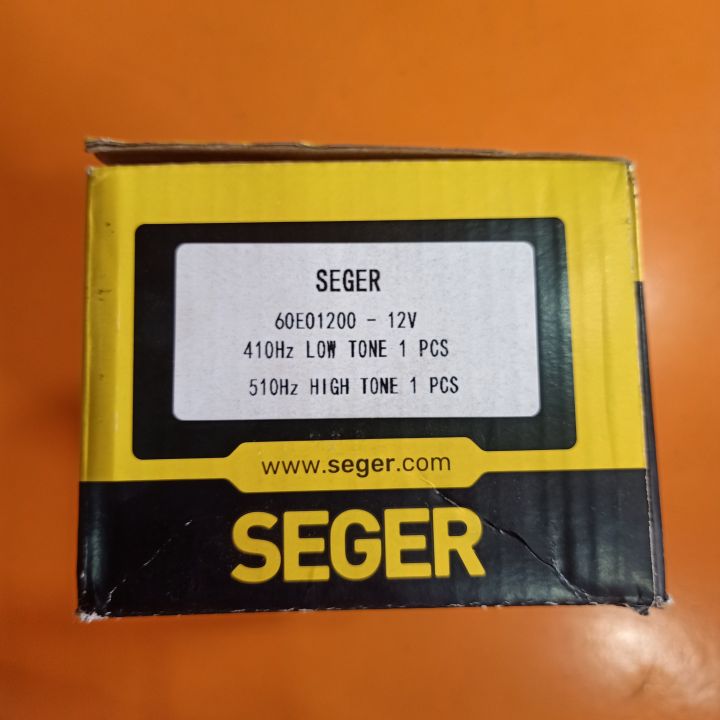 SEGER
60E01200 - 12V
410Hz LOW TONE 1 PCS
510Hz HIGH TONE 1 PCS
www.seger.com
SEGER